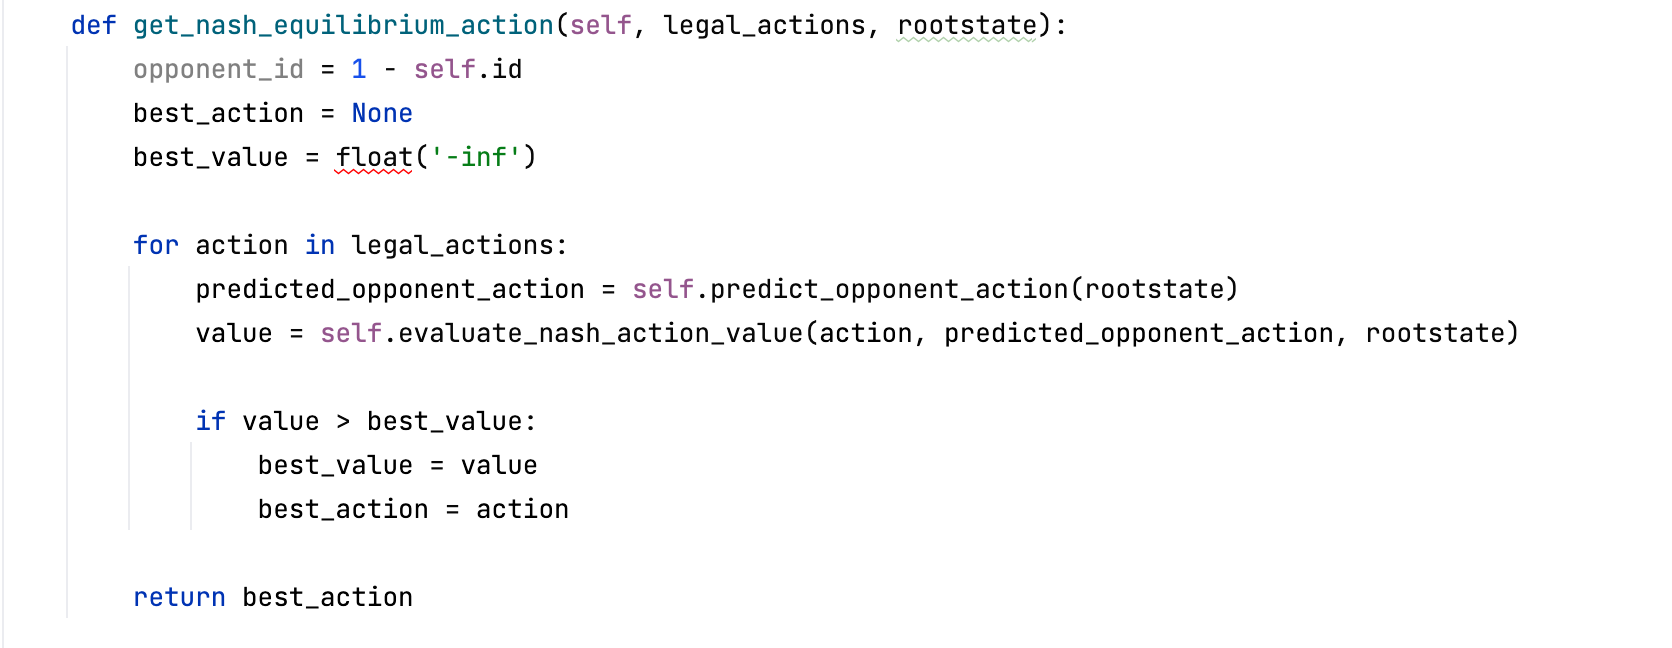 def get_nash_equilibrium_action(self, legal_actions, rootstate):
    opponent_id = 1 - self.id
    best_action = None
    best_value = float('-inf')

    for action in legal_actions:
        predicted_opponent_action = self.predict_opponent_action(rootstate)
        value = self.evaluate_nash_action_value(action, predicted_opponent_action, rootstate)

        if value > best_value:
            best_value = value
            best_action = action

    return best_action